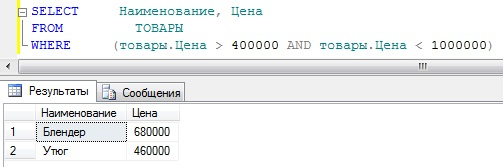 SELECT Наименование, Цена
FROM ТОВАРЫ
WHERE (товары.Цена > 400000 AND товары.Цена < 1000000)
Результаты Сообщения
Наименование Цена
1 Блендер 680000
2 Утюг 460000